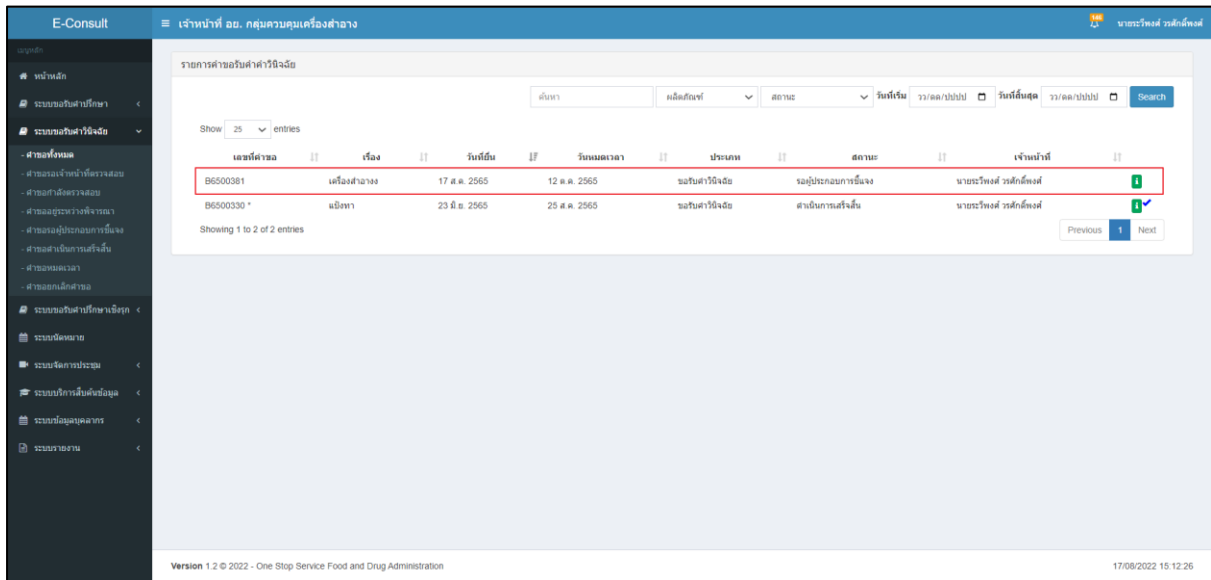 E-Consult
เจ้าหน้าที่ อย. กลุ่มควบคุมเครื่องสำอาง
146
นายระวีพงศ์ วรศักดิ์พงศ์
เมนูหลัก
หน้าหลัก
ระบบขอรับคำปรึกษา
ระบบขอรับคำวินิจฉัย
- คำขอทั้งหมด
- คำขอรอเจ้าหน้าที่ตรวจสอบ
- คำขอกำลังตรวจสอบ
- คำขออยู่ระหว่างพิจารณา
- คำขอรอผู้ประกอบการชี้แจง
- คำขอดำเนินการเสร็จสิ้น
- คำขอหมดเวลา
- คำขอยกเลิกคำขอ
ระบบขอรับคำปรึกษาเชิงรุก
ระบบนัดหมาย
ระบบจัดการประชุม
ระบบบริการสืบค้นข้อมูล
ระบบข้อมูลบุคลากร
ระบบรายงาน
รายการคำขอรับคำคำวินิจฉัย
ค้นหา ผลิตภัณฑ์ สถานะ วันที่เริ่ม วว/ดด/ปปปป วันที่สิ้นสุด วว/ดด/ปปปป Search
Show 25 entries
เลขที่คำขอ เรื่อง วันที่ยื่น วันหมดเวลา ประเภท สถานะ เจ้าหน้าที่
B6500381 เครื่องสำอางง 17 ส.ค. 2565 12 ต.ค. 2565 ขอรับคำวินิจฉัย รอผู้ประกอบการชี้แจง นายระวีพงศ์ วรศักดิ์พงศ์
B6500330 * แป้งทา 23 มิ.ย. 2565 25 ส.ค. 2565 ขอรับคำวินิจฉัย ดำเนินการเสร็จสิ้น นายระวีพงศ์ วรศักดิ์พงศ์
Showing 1 to 2 of 2 entries
Previous 1 Next
Version 1.2 © 2022 - One Stop Service Food and Drug Administration
17/08/2022 15:12:26